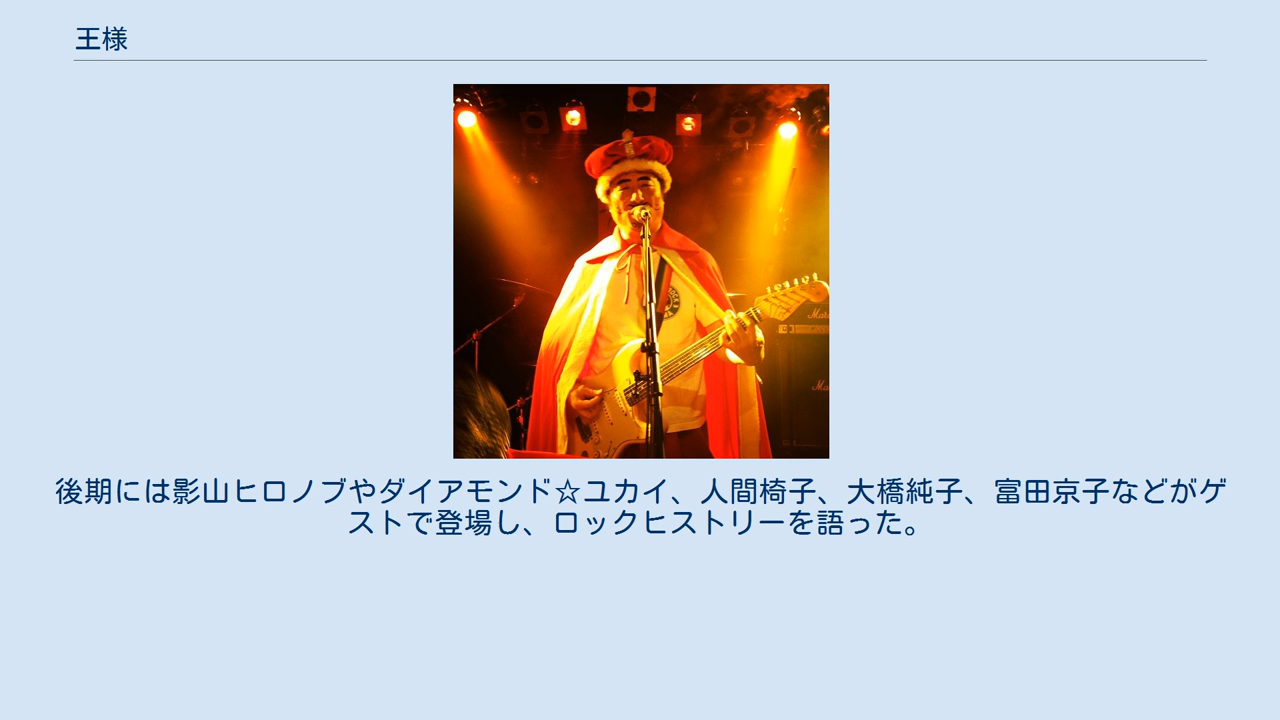 王様
後期には影山ヒロノブやダイアモンド☆ユカイ、人間椅子、大橋純子、富田京子などがゲ
ストで登場し、ロックヒストリーを語った。